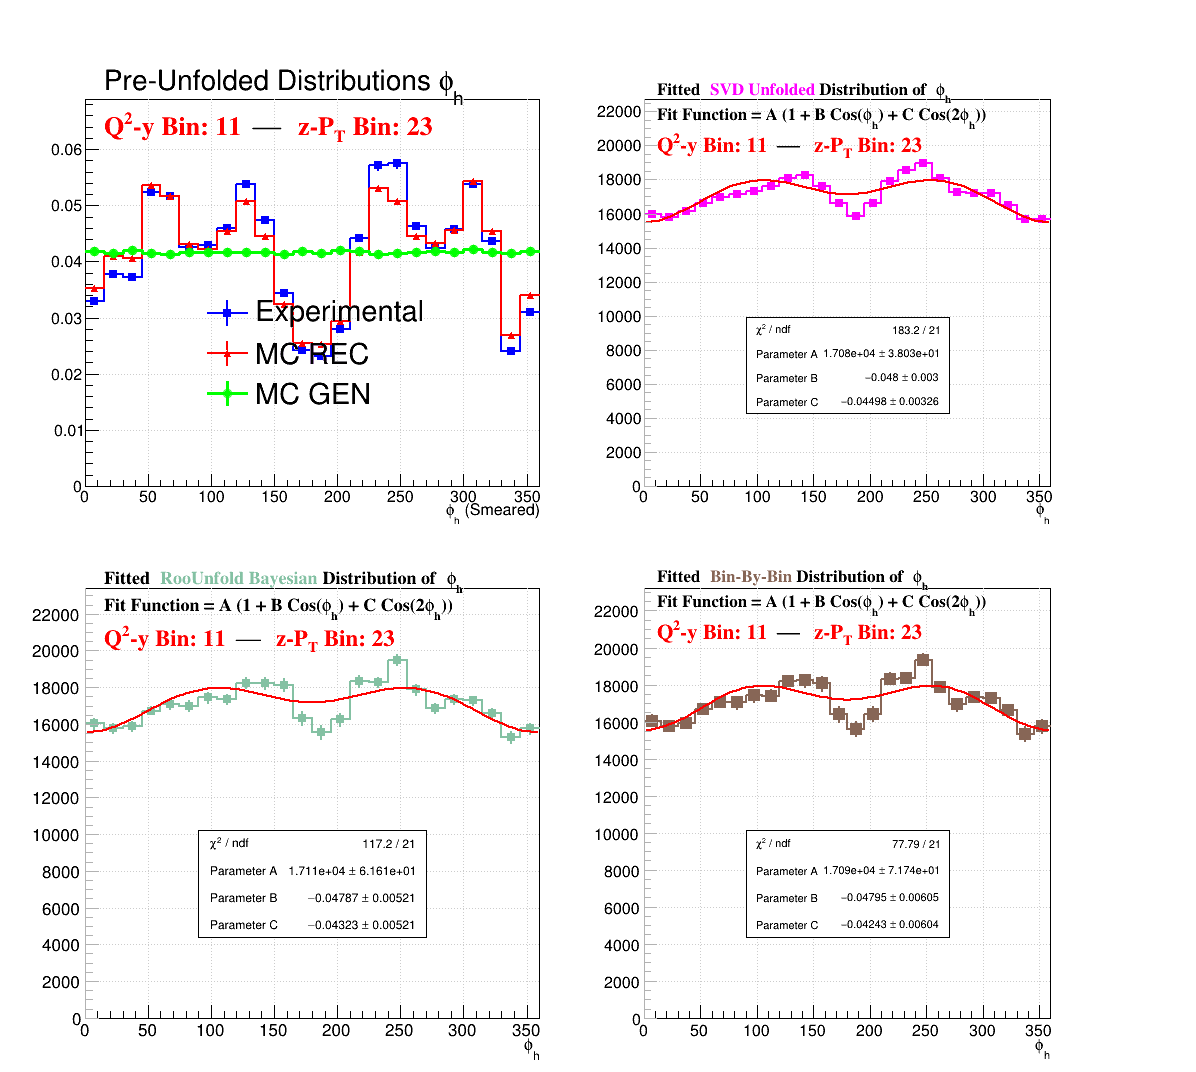 Pre-Unfolded Distributions ϕh
Q²-y Bin: 11 — z-PT Bin: 23
0.06
0.05
0.04
0.03
0.02
0.01
0
Experimental
MC REC
MC GEN
0 50 100 150 200 250 300 350
ϕh (Smeared)
Fitted SVD Unfolded Distribution of ϕh
Fit Function = A (1 + B Cos(ϕh) + C Cos(2ϕh))
Q²-y Bin: 11 — z-PT Bin: 23
22000
20000
18000
16000
14000
12000
10000
8000
6000
4000
2000
0
χ² / ndf 183.2 / 21
Parameter A 1.708e+04 ± 3.803e+01
Parameter B −0.048 ± 0.003
Parameter C −0.04498 ± 0.00326
0 50 100 150 200 250 300 350
ϕh
Fitted RooUnfold Bayesian Distribution of ϕh
Fit Function = A (1 + B Cos(ϕh) + C Cos(2ϕh))
Q²-y Bin: 11 — z-PT Bin: 23
22000
20000
18000
16000
14000
12000
10000
8000
6000
4000
2000
0
χ² / ndf 117.2 / 21
Parameter A 1.711e+04 ± 6.161e+01
Parameter B −0.04787 ± 0.00521
Parameter C −0.04323 ± 0.00521
0 50 100 150 200 250 300 350
ϕh
Fitted Bin-By-Bin Distribution of ϕh
Fit Function = A (1 + B Cos(ϕh) + C Cos(2ϕh))
Q²-y Bin: 11 — z-PT Bin: 23
22000
20000
18000
16000
14000
12000
10000
8000
6000
4000
2000
0
χ² / ndf 77.79 / 21
Parameter A 1.709e+04 ± 7.174e+01
Parameter B −0.04795 ± 0.00605
Parameter C −0.04243 ± 0.00604
0 50 100 150 200 250 300 350
ϕh